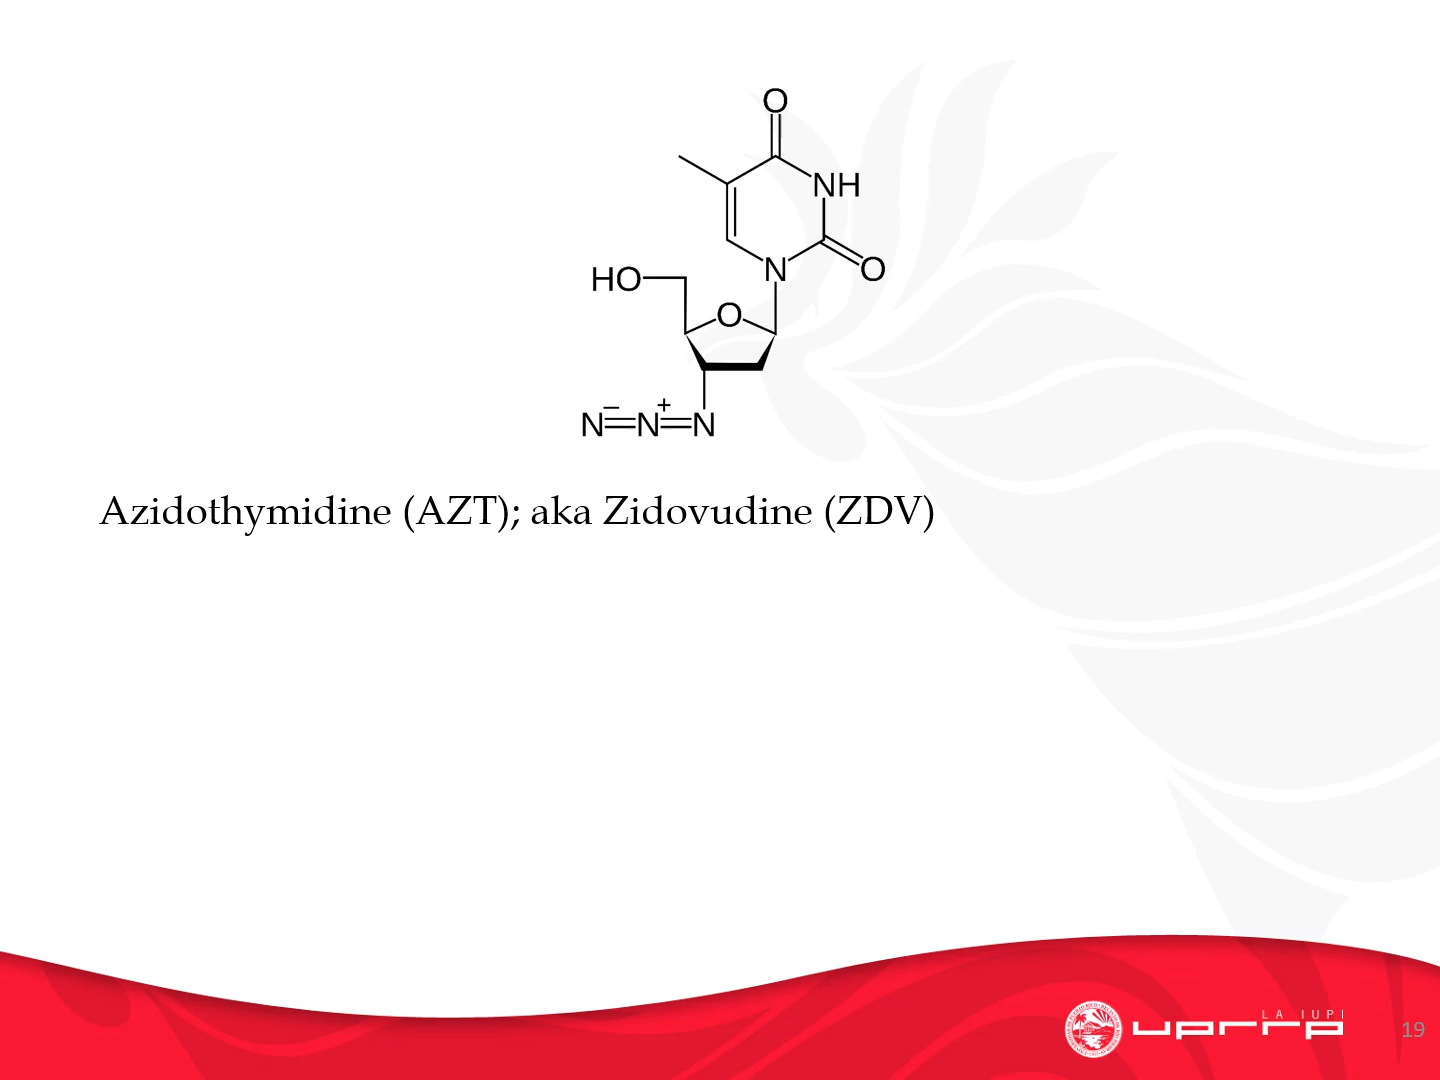 O
NH
O
N
HO
O
N⁻=N⁺=N
Azidothymidine (AZT); aka Zidovudine (ZDV)
LA IUPI
uprrp
19